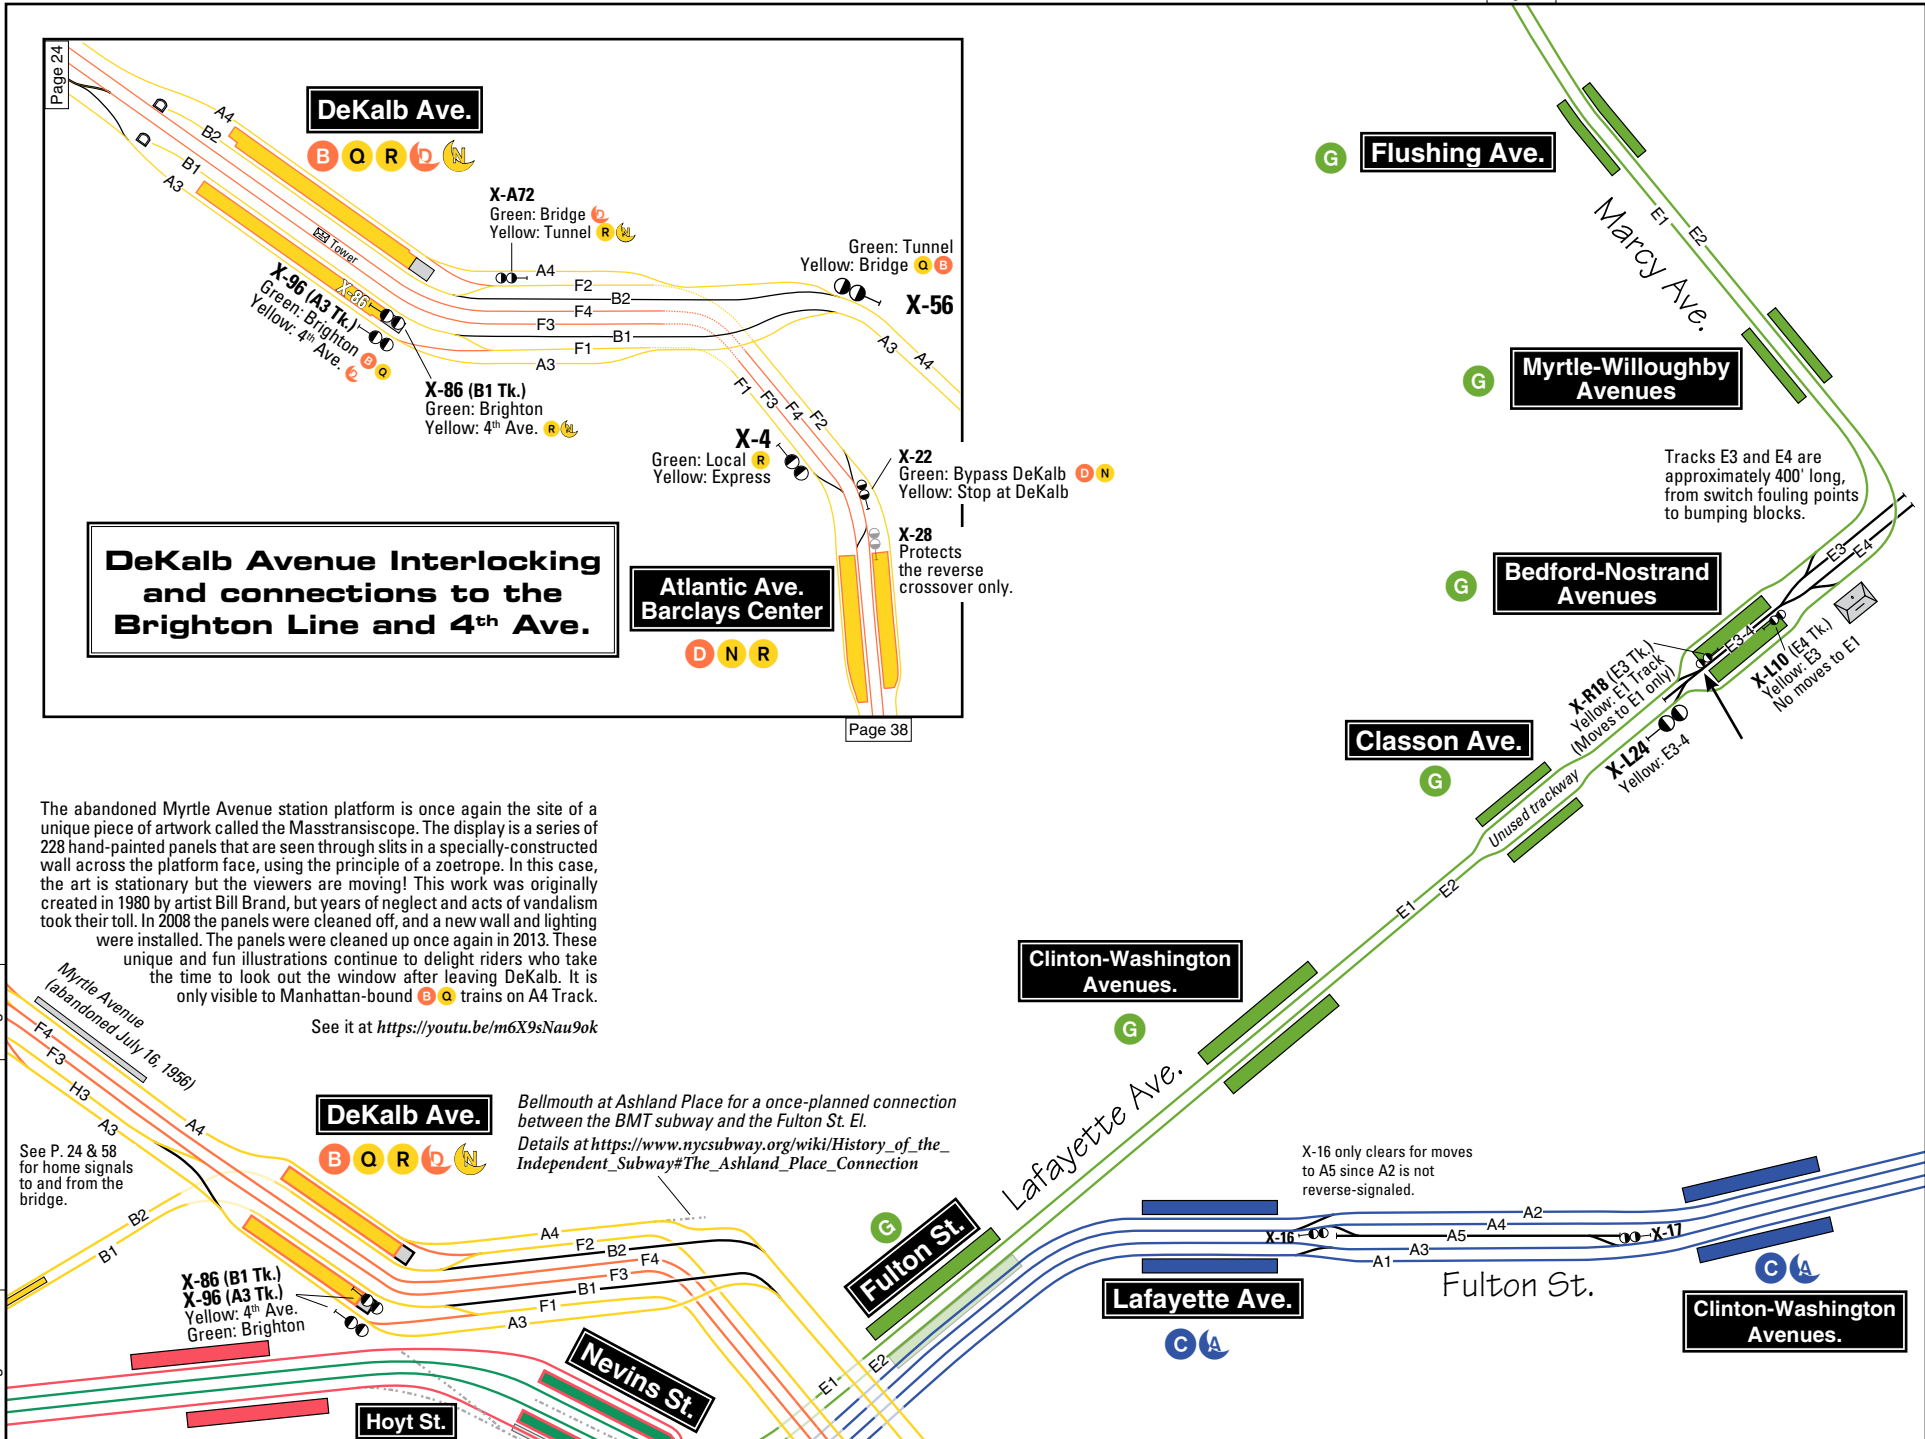 Page 24
DeKalb Ave.
B Q R D N
D
D
A4
B2
B1
A3
Tower
X-A72
Green: Bridge D
Yellow: Tunnel R N
Green: Tunnel
Yellow: Bridge Q B
X-56
X-96 (A3 Tk.)
Green: Brighton B Q
Yellow: 4th Ave. D
X-86
X-86 (B1 Tk.)
Green: Brighton
Yellow: 4th Ave. R N
A4
F2
B2
F4
F3
B1
F1
A3
A3
A4
F1
F3
F4
F2
X-4
Green: Local R
Yellow: Express
X-22
Green: Bypass DeKalb D N
Yellow: Stop at DeKalb
X-28
Protects
the reverse
crossover only.
DeKalb Avenue Interlocking
and connections to the
Brighton Line and 4th Ave.
Atlantic Ave.
Barclays Center
D N R
Page 38
G
Flushing Ave.
Marcy Ave.
E1
E2
G
Myrtle-Willoughby
Avenues
Tracks E3 and E4 are
approximately 400' long,
from switch fouling points
to bumping blocks.
G
Bedford-Nostrand
Avenues
E3
E4
E3-4
X-R18 (E3 Tk.)
Yellow: E1 Track
(Moves to E1 only)
X-L10 (E4 Tk.)
Yellow: E3
No moves to E1
X-L24
Yellow: E3-4
Classon Ave.
G
Unused trackway
E1
E2
Clinton-Washington
Avenues.
G
Lafayette Ave.
The abandoned Myrtle Avenue station platform is once again the site of a
unique piece of artwork called the Masstransiscope. The display is a series of
228 hand-painted panels that are seen through slits in a specially-constructed
wall across the platform face, using the principle of a zoetrope. In this case,
the art is stationary but the viewers are moving! This work was originally
created in 1980 by artist Bill Brand, but years of neglect and acts of vandalism
took their toll. In 2008 the panels were cleaned off, and a new wall and lighting
were installed. The panels were cleaned up once again in 2013. These
unique and fun illustrations continue to delight riders who take
the time to look out the window after leaving DeKalb. It is
only visible to Manhattan-bound B Q trains on A4 Track.
See it at https://youtu.be/m6X9sNau9ok
Myrtle Avenue
(abandoned July 16, 1956)
F4
F3
H3
A3
A4
See P. 24 & 58
for home signals
to and from the
bridge.
B2
B1
DeKalb Ave.
B Q R D N
Bellmouth at Ashland Place for a once-planned connection
between the BMT subway and the Fulton St. El.
Details at https://www.nycsubway.org/wiki/History_of_the_
Independent_Subway#The_Ashland_Place_Connection
X-86 (B1 Tk.)
X-96 (A3 Tk.)
Yellow: 4th Ave.
Green: Brighton
A4
F2
B2
F4
F3
B1
F1
A3
G
Fulton St.
E1
E2
X-16 only clears for moves
to A5 since A2 is not
reverse-signaled.
X-16
A2
A4
A5
A3
A1
X-17
Fulton St.
Lafayette Ave.
C A
C A
Clinton-Washington
Avenues.
Nevins St.
Hoyt St.